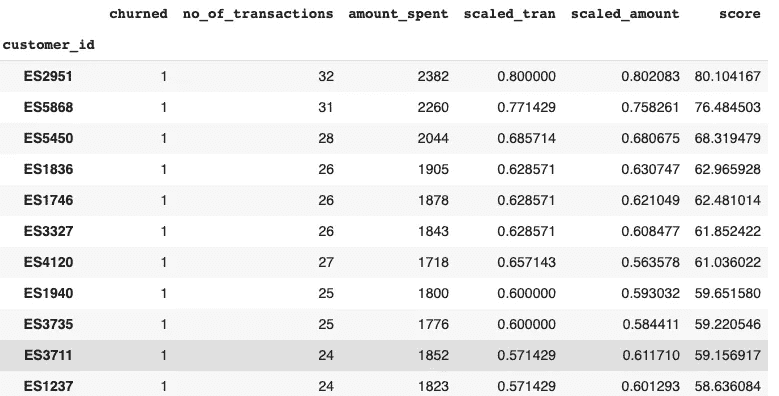 churned no_of_transactions amount_spent scaled_tran scaled_amount score
customer_id
ES2951 1 32 2382 0.800000 0.802083 80.104167
ES5868 1 31 2260 0.771429 0.758261 76.484503
ES5450 1 28 2044 0.685714 0.680675 68.319479
ES1836 1 26 1905 0.628571 0.630747 62.965928
ES1746 1 26 1878 0.628571 0.621049 62.481014
ES3327 1 26 1843 0.628571 0.608477 61.852422
ES4120 1 27 1718 0.657143 0.563578 61.036022
ES1940 1 25 1800 0.600000 0.593032 59.651580
ES3735 1 25 1776 0.600000 0.584411 59.220546
ES3711 1 24 1852 0.571429 0.611710 59.156917
ES1237 1 24 1823 0.571429 0.601293 58.636084